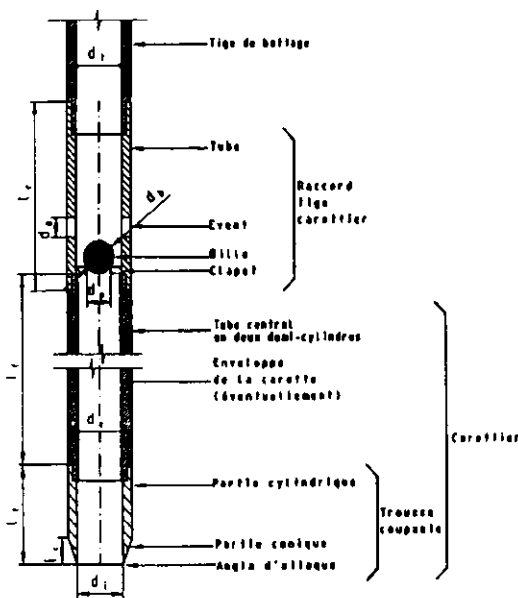 Tige de battage
Tube
Raccord
tige
carottier
Event
Bille
Clapet
Tube central
en deux demi-cylindres
Enveloppe
de la carotte
(éventuellement)
Carottier
Partie cylindrique
Trousse
coupante
Partie conique
Angle d'attaque
di